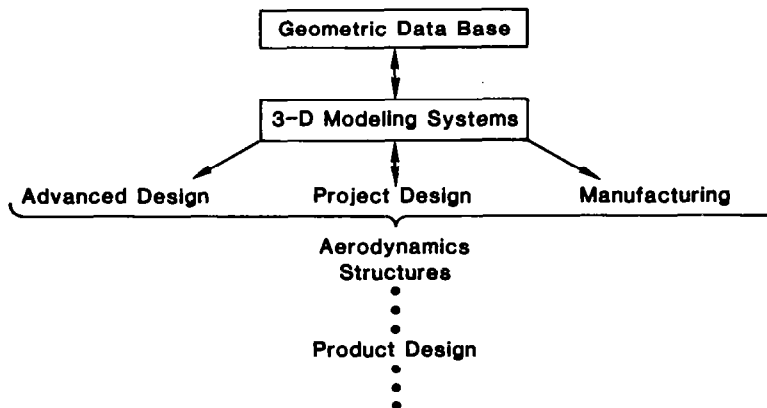 Geometric Data Base
3-D Modeling Systems
Advanced Design Project Design Manufacturing
Aerodynamics
Structures
Product Design